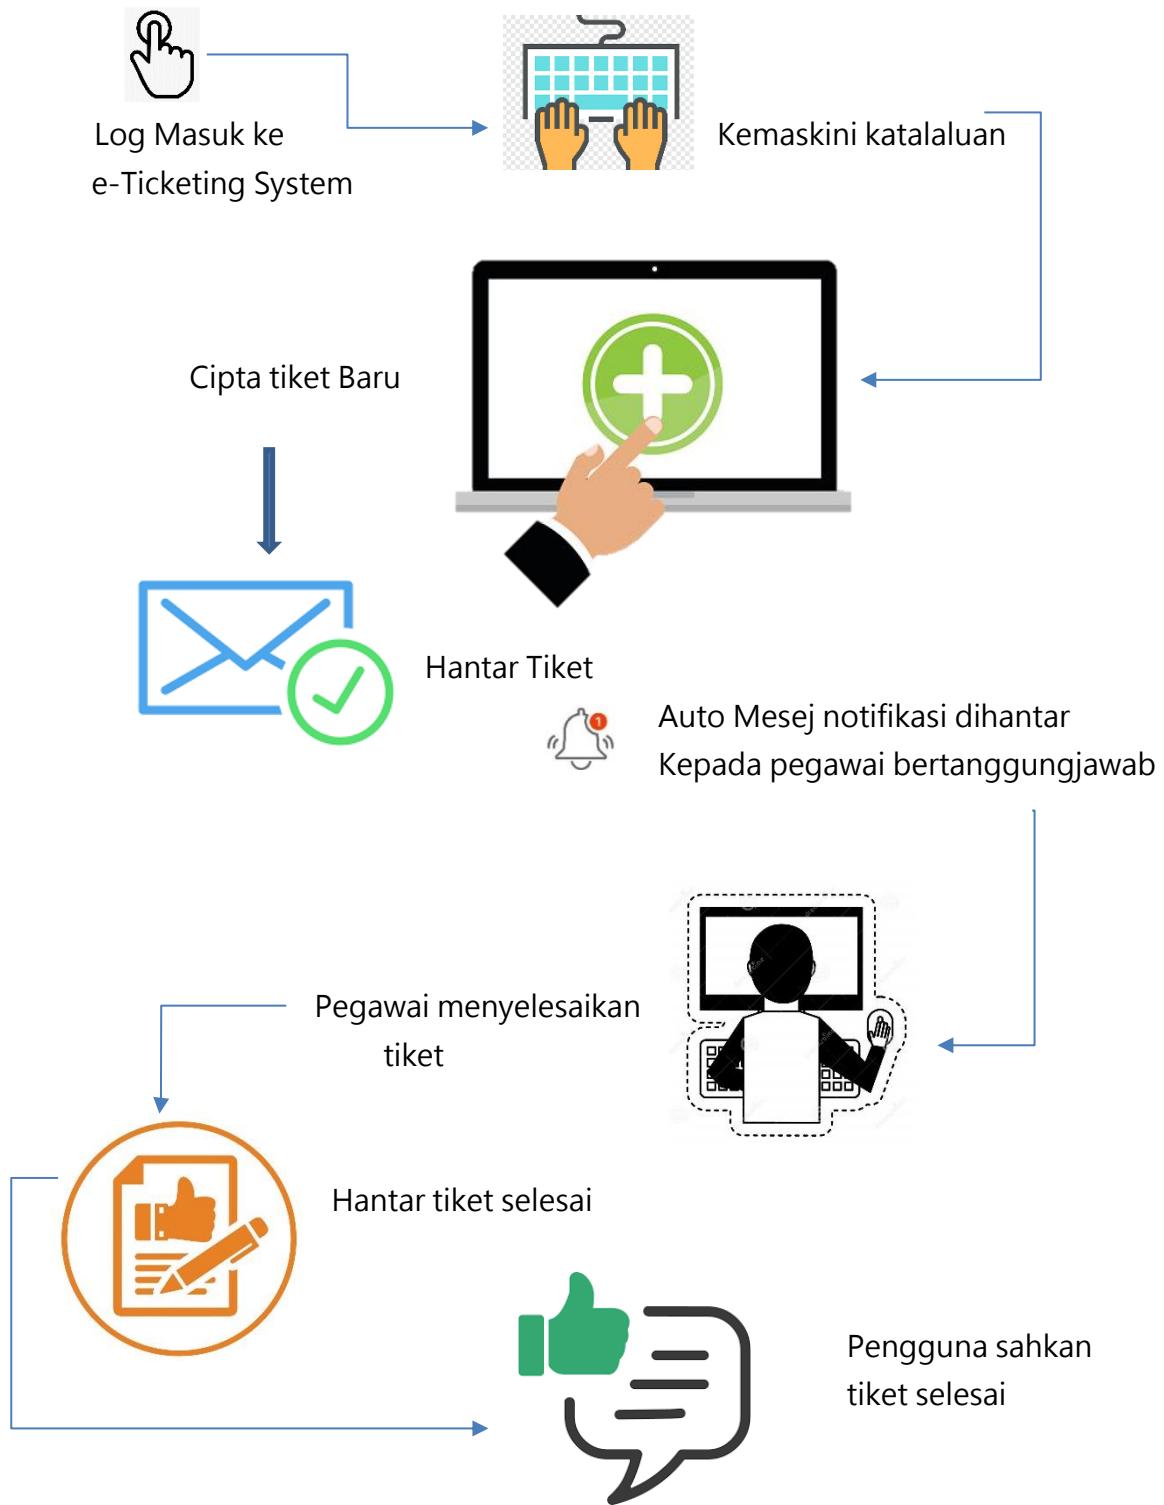 Log Masuk ke
e-Ticketing System
Kemaskini katalaluan
Cipta tiket Baru
Hantar Tiket
1
Auto Mesej notifikasi dihantar
Kepada pegawai bertanggungjawab
Pegawai menyelesaikan
tiket
Hantar tiket selesai
Pengguna sahkan
tiket selesai